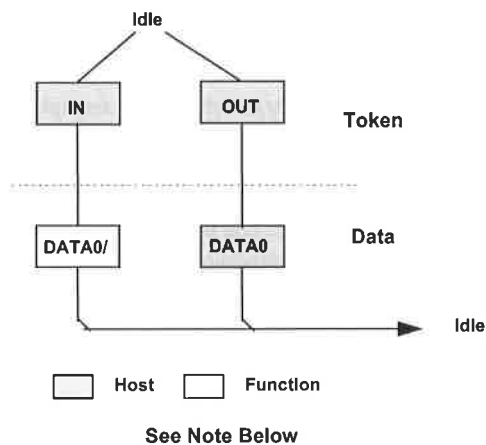 Idle
IN
OUT
Token
DATA0/
DATA0
Data
Idle
Host
Function
See Note Below